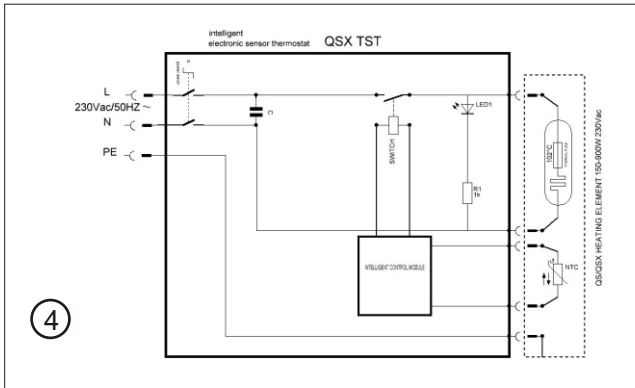 intelligent
electronic sensor thermostat QSX TST
L
230Vac/50HZ ~
N
PE
C1
SWITCH
LED1
R1
1k
INTELLIGENT CONTROL MODULE
102°C
NTC
QS/QSX HEATING ELEMENT 150-900W 230Vac
4